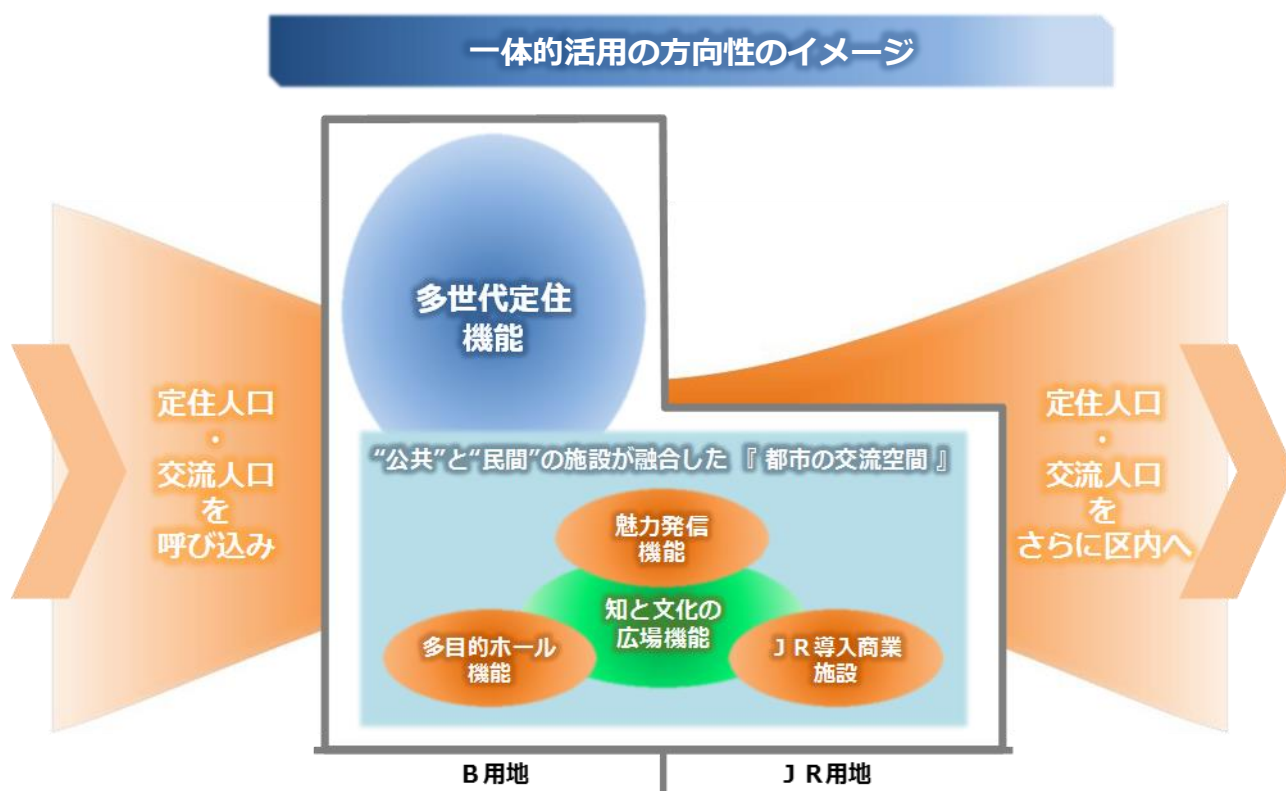 一体的活用の方向性のイメージ
多世代定住
機能
定住人口
・
交流人口
を
呼び込み
定住人口
・
交流人口
を
さらに区内へ
“公共”と“民間”の施設が融合した『都市の交流空間』
魅力発信
機能
知と文化の
広場機能
多目的ホール
機能
ＪＲ導入商業
施設
Ｂ用地
ＪＲ用地